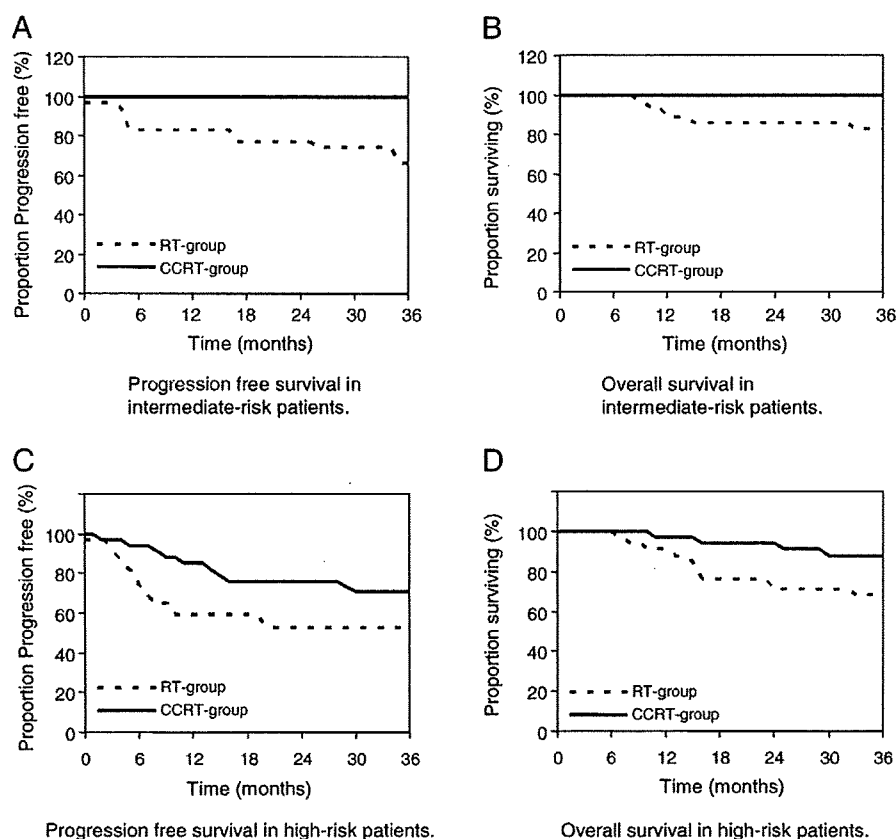 A
Proportion Progression free (%)
120
100
80
60
40
20
0
RT-group
CCRT-group
0 6 12 18 24 30 36
Time (months)
Progression free survival in
intermediate-risk patients.
B
Proportion surviving (%)
120
100
80
60
40
20
0
RT-group
CCRT-group
0 6 12 18 24 30 36
Time (months)
Overall survival in
intermediate-risk patients.
C
Proportion Progression free (%)
100
80
60
40
20
0
RT-group
CCRT-group
0 6 12 18 24 30 36
Time (months)
Progression free survival in high-risk patients.
D
Proportion surviving (%)
100
80
60
40
20
0
RT-group
CCRT-group
0 6 12 18 24 30 36
Time (months)
Overall survival in high-risk patients.